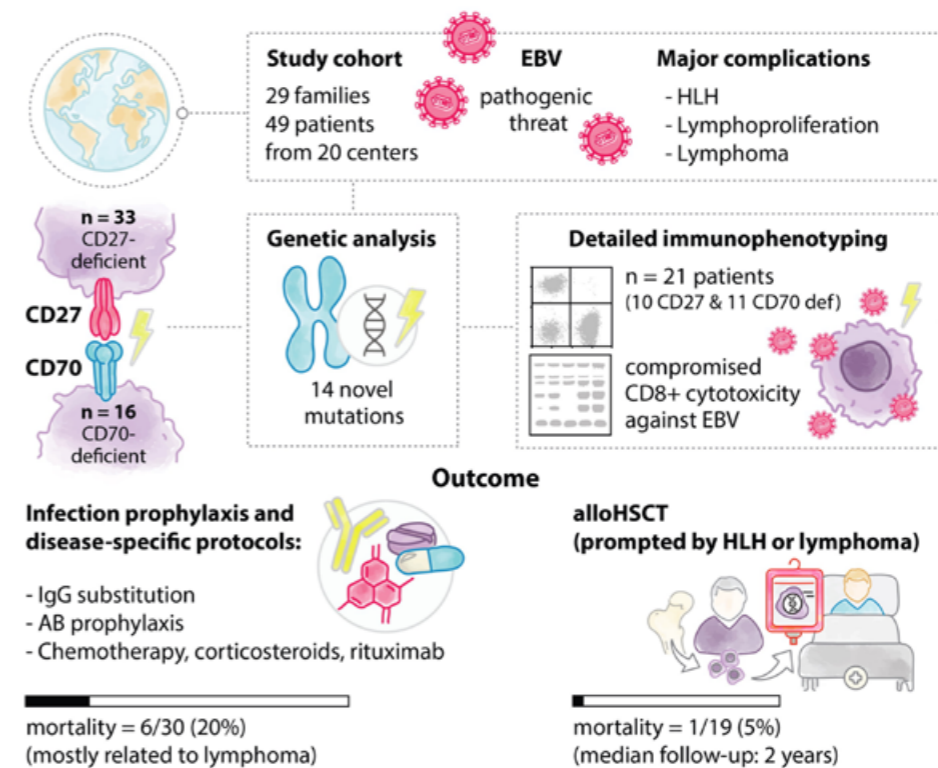 Study cohort
29 families
49 patients
from 20 centers
EBV
pathogenic
threat
Major complications
- HLH
- Lymphoproliferation
- Lymphoma
n = 33
CD27-
deficient
CD27
CD70
n = 16
CD70-
deficient
Genetic analysis
14 novel
mutations
Detailed immunophenotyping
n = 21 patients
(10 CD27 & 11 CD70 def)
compromised
CD8+ cytotoxicity
against EBV
Outcome
Infection prophylaxis and
disease-specific protocols:
- IgG substitution
- AB prophylaxis
- Chemotherapy, corticosteroids, rituximab
mortality = 6/30 (20%)
(mostly related to lymphoma)
alloHSCT
(prompted by HLH or lymphoma)
mortality = 1/19 (5%)
(median follow-up: 2 years)